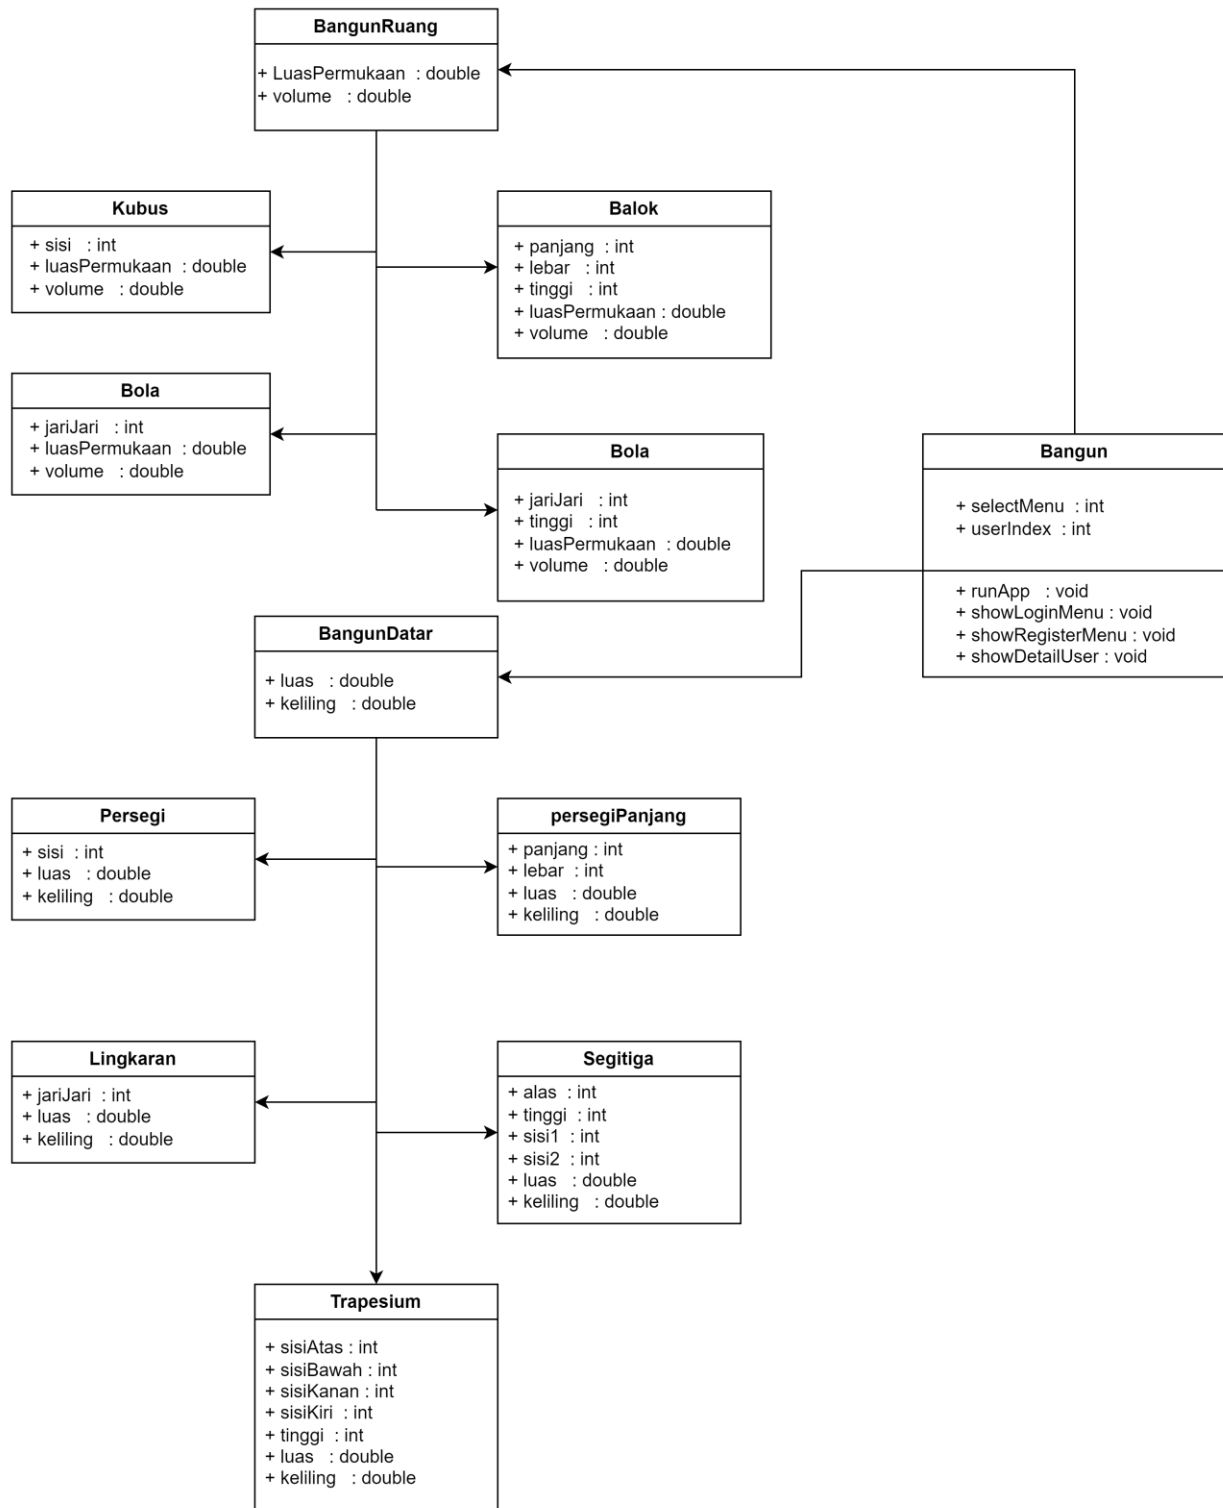 BangunRuang
+ LuasPermukaan : double
+ volume : double
Kubus
+ sisi : int
+ luasPermukaan : double
+ volume : double
Balok
+ panjang : int
+ lebar : int
+ tinggi : int
+ luasPermukaan : double
+ volume : double
Bola
+ jariJari : int
+ luasPermukaan : double
+ volume : double
Bola
+ jariJari : int
+ tinggi : int
+ luasPermukaan : double
+ volume : double
Bangun
+ selectMenu : int
+ userIndex : int
+ runApp : void
+ showLoginMenu : void
+ showRegisterMenu : void
+ showDetailUser : void
BangunDatar
+ luas : double
+ keliling : double
Persegi
+ sisi : int
+ luas : double
+ keliling : double
persegiPanjang
+ panjang : int
+ lebar : int
+ luas : double
+ keliling : double
Lingkaran
+ jariJari : int
+ luas : double
+ keliling : double
Segitiga
+ alas : int
+ tinggi : int
+ sisi1 : int
+ sisi2 : int
+ luas : double
+ keliling : double
Trapesium
+ sisiAtas : int
+ sisiBawah : int
+ sisiKanan : int
+ sisiKiri : int
+ tinggi : int
+ luas : double
+ keliling : double